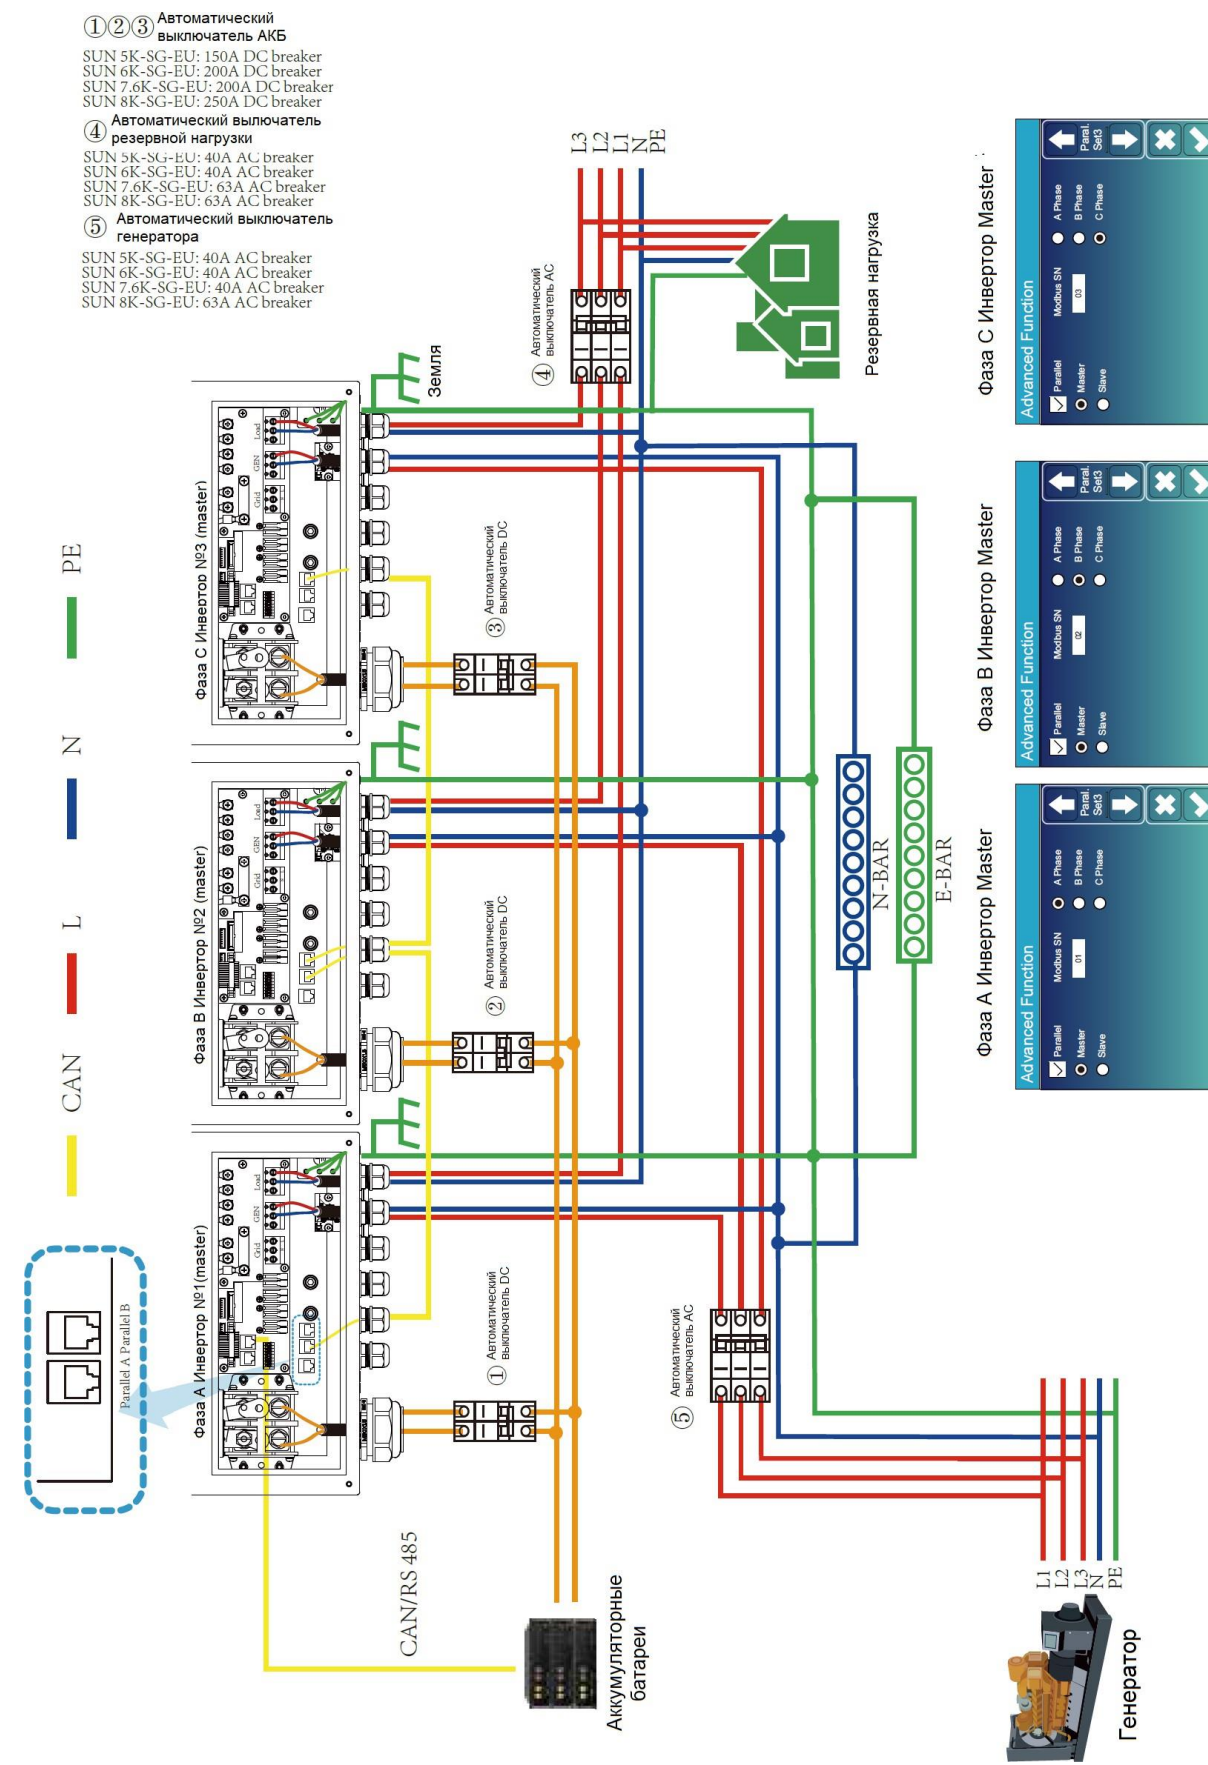 ①②③ Автоматический
выключатель АКБ
SUN 5K-SG-EU: 150A DC breaker
SUN 6K-SG-EU: 200A DC breaker
SUN 7.6K-SG-EU: 200A DC breaker
SUN 8K-SG-EU: 250A DC breaker
④ Автоматический вылючатель
резервной нагрузки
SUN 5K-SG-EU: 40A AC breaker
SUN 6K-SG-EU: 40A AC breaker
SUN 7.6K-SG-EU: 63A AC breaker
SUN 8K-SG-EU: 63A AC breaker
⑤ Автоматический выключатель
генератора
SUN 5K-SG-EU: 40A AC breaker
SUN 6K-SG-EU: 40A AC breaker
SUN 7.6K-SG-EU: 40A AC breaker
SUN 8K-SG-EU: 63A AC breaker
CAN
L
N
PE
Parallel A Parallel B
Фаза A Инвертор №1(master)
Grid
GEN
Load
Фаза B Инвертор №2 (master)
Grid
GEN
Load
Фаза C Инвертор №3 (master)
Grid
GEN
Load
Земля
CAN/RS 485
① Автоматический
выключатель DC
② Автоматический
выключатель DC
③ Автоматический
выключатель DC
④ Автоматический
выключатель AC
⑤ Автоматический
выключатель AC
L3
L2
L1
N
PE
Резервная нагрузка
N-BAR
E-BAR
Аккумуляторные
батареи
L1
L2
L3
N
PE
Генератор
Фаза A Инвертор Master
Advanced Function
Parallel
Modbus SN
A Phase
Paral.
Set3
Master
01
B Phase
Slave
C Phase
Фаза B Инвертор Master
Advanced Function
Parallel
Modbus SN
A Phase
Paral.
Set3
Master
02
B Phase
Slave
C Phase
Фаза C Инвертор Master
Advanced Function
Parallel
Modbus SN
A Phase
Paral.
Set3
Master
03
B Phase
Slave
C Phase